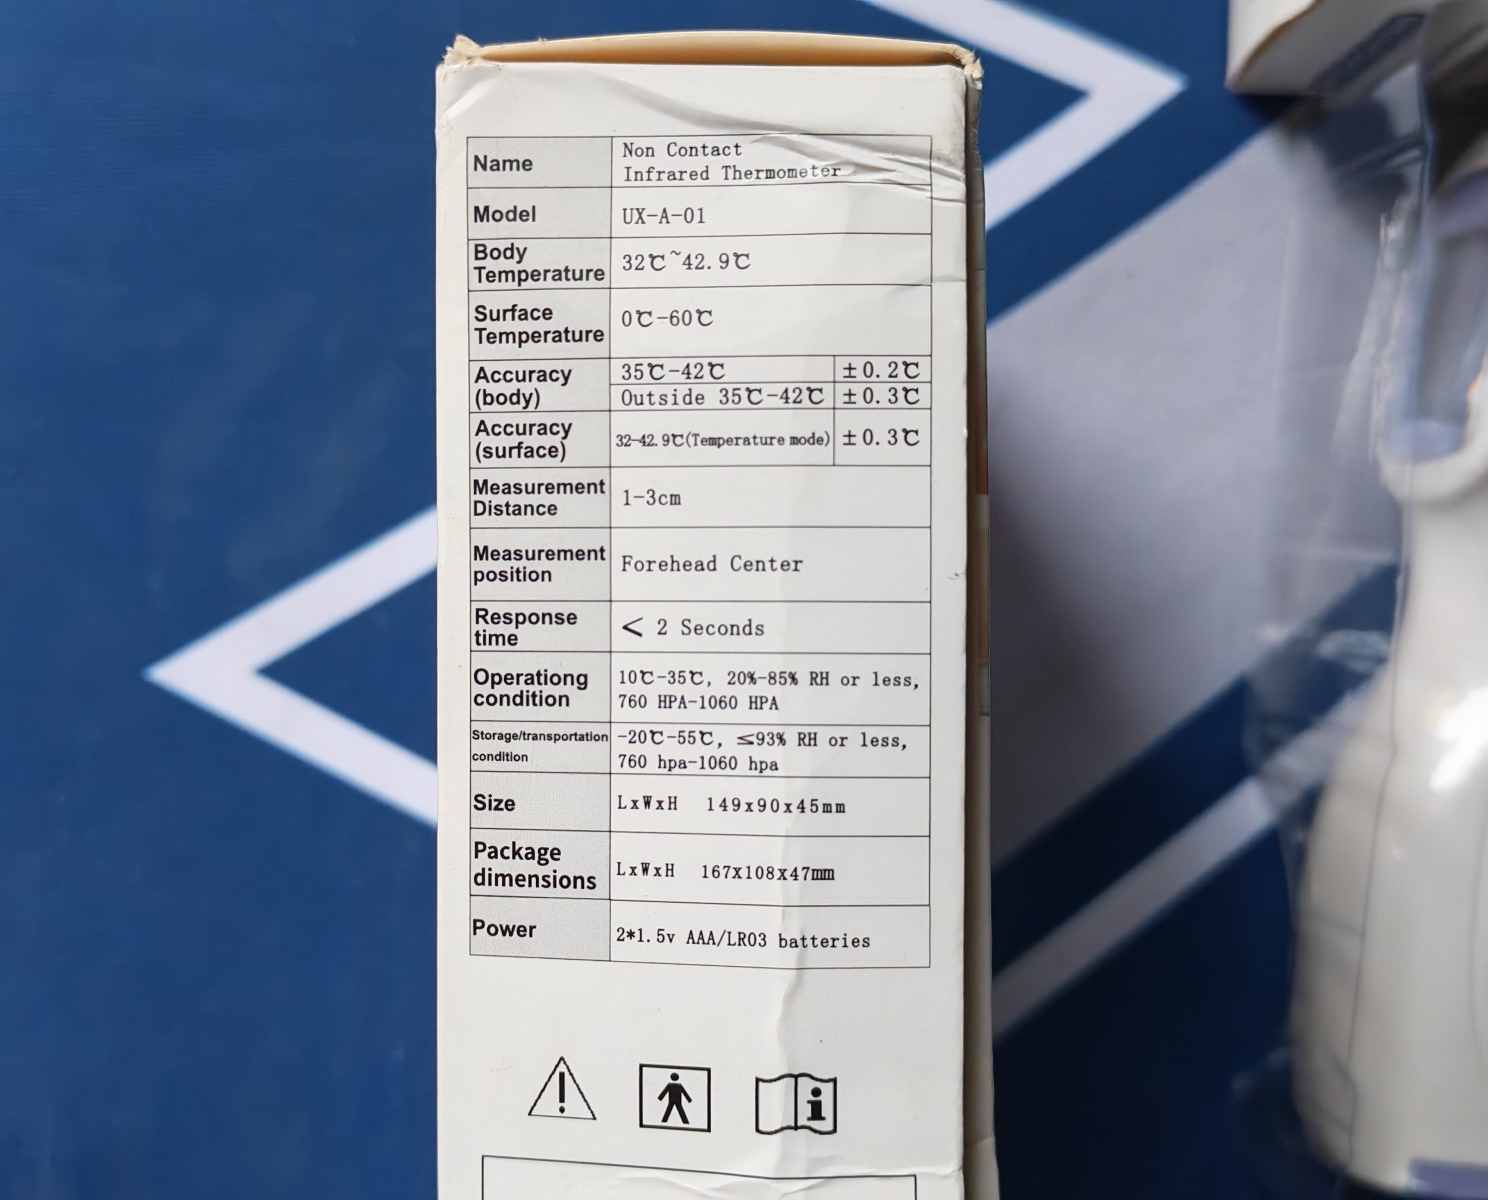 Name
Non Contact
Infrared Thermometer
Model
UX-A-01
Body
Temperature
32℃~42.9℃
Surface
Temperature
0℃-60℃
Accuracy
(body)
35℃-42℃ ±0.2℃
Outside 35℃-42℃ ±0.3℃
Accuracy
(surface)
32-42.9℃(Temperature mode) ±0.3℃
Measurement
Distance
1-3cm
Measurement
position
Forehead Center
Response
time
< 2 Seconds
Operationg
condition
10℃-35℃, 20%-85% RH or less,
760 HPA-1060 HPA
Storage/transportation
condition
-20℃-55℃, ≤93% RH or less,
760 hpa-1060 hpa
Size
LxWxH 149x90x45mm
Package
dimensions
LxWxH 167x108x47mm
Power
2*1.5v AAA/LR03 batteries